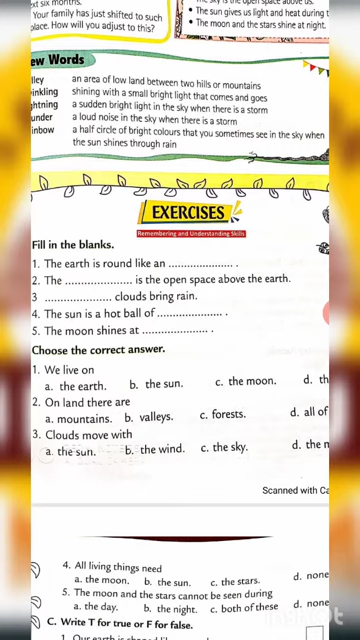 ext six months.
Your family has just shifted to such
place. How will you adjust to this?
is the open space above us.
The sun gives us light and heat during t
The moon and the stars shine at night.
ew Words
lley an area of low land between two hills or mountains
inkling shining with a small bright light that comes and goes
ghtning a sudden bright light in the sky when there is a storm
under a loud noise in the sky when there is a storm
inbow a half circle of bright colours that you sometimes see in the sky when
the sun shines through rain
EXERCISES
Remembering and Understanding Skills
Fill in the blanks.
1. The earth is round like an ...................... .
2. The ...................... is the open space above the earth.
3 ...................... clouds bring rain.
4. The sun is a hot ball of ...................... .
5. The moon shines at ...................... .
Choose the correct answer.
1. We live on
a. the earth. b. the sun. c. the moon. d. th
2. On land there are
a. mountains. b. valleys. c. forests. d. all of
3. Clouds move with
a. the sun. b. the wind. c. the sky. d. the
Scanned with Ca
4. All living things need
a. the moon. b. the sun. c. the stars. d. none
5. The moon and the stars cannot be seen during
a. the day. b. the night. c. both of these d. none
C. Write T for true or F for false.
1. Our earth is